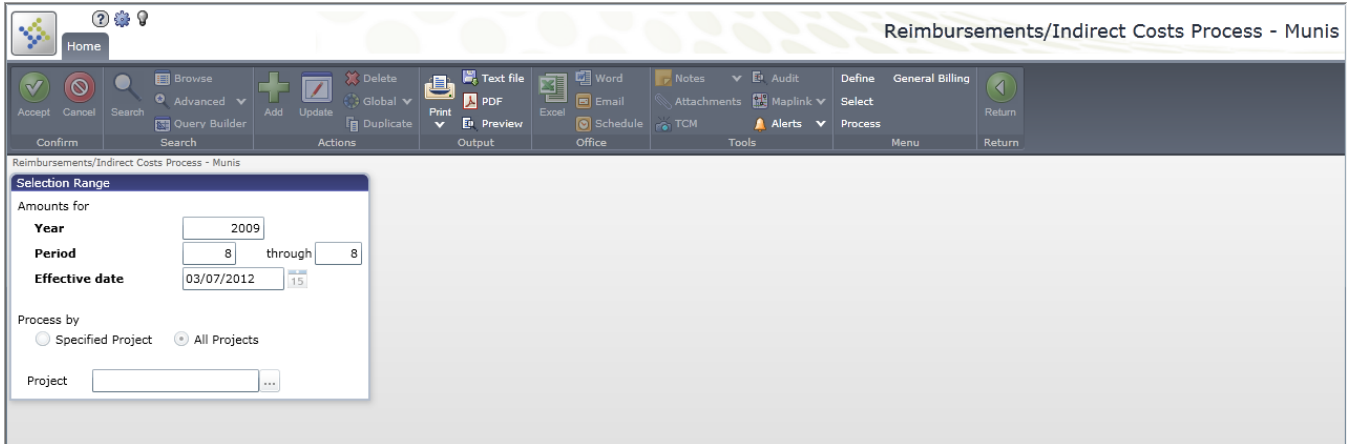 Reimbursements/Indirect Costs Process - Munis
?
Home
Accept Cancel Search Browse Advanced Query Builder Add Update Delete Global Duplicate Print Text file PDF Preview Excel Word Email Schedule Notes Attachments TCM Audit Maplink Alerts Define Select Process General Billing Return
Confirm Search Actions Output Office Tools Menu Return
Reimbursements/Indirect Costs Process - Munis
Selection Range
Amounts for
Year 2009
Period 8 through 8
Effective date 03/07/2012 15
Process by
Specified Project All Projects
Project ...